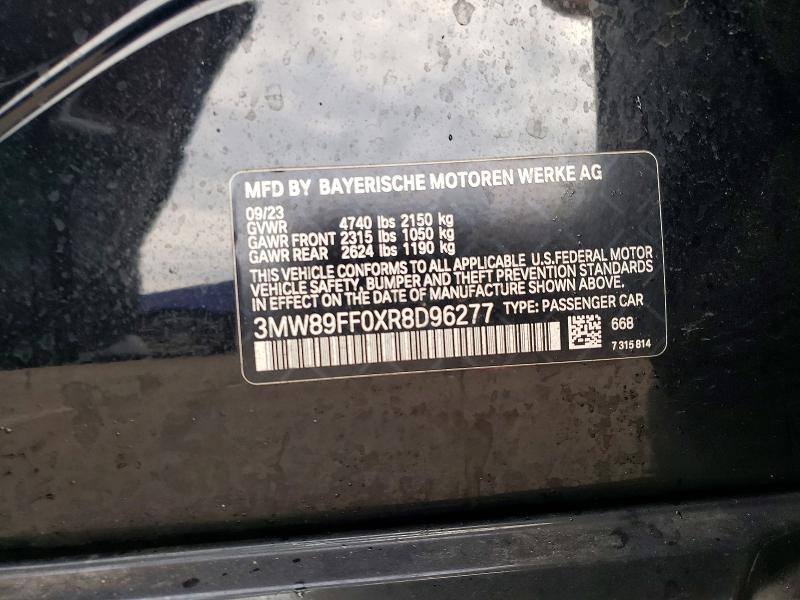 MFD BY BAYERISCHE MOTOREN WERKE AG
09/23
GVWR 4740 lbs 2150 kg
GAWR FRONT 2315 lbs 1050 kg
GAWR REAR 2624 lbs 1190 kg
THIS VEHICLE CONFORMS TO ALL APPLICABLE U.S.FEDERAL MOTOR
VEHICLE SAFETY, BUMPER AND THEFT PREVENTION STANDARDS
IN EFFECT ON THE DATE OF MANUFACTURE SHOWN ABOVE.
3MW89FF0XR8D96277 TYPE: PASSENGER CAR
668
7 315 814